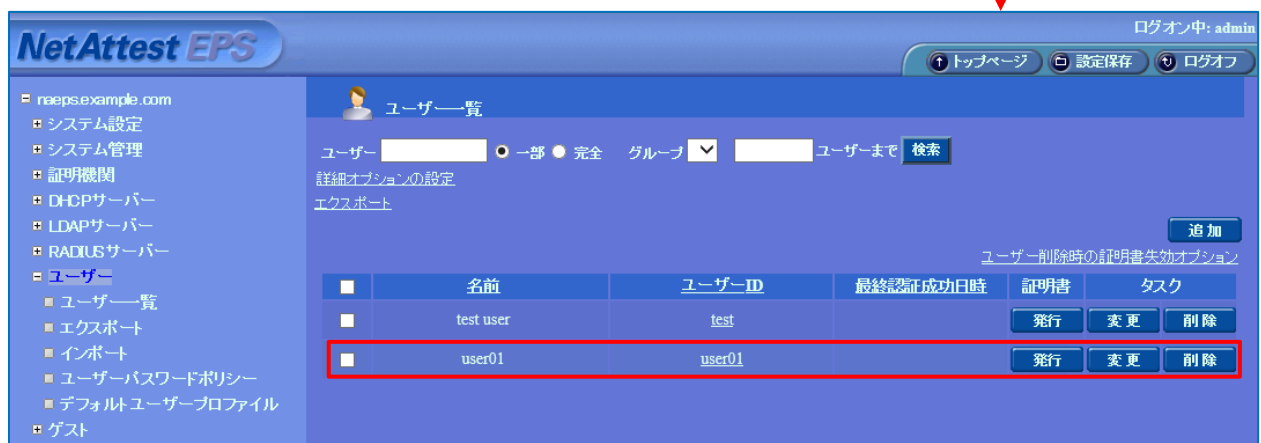 NetAttest EPS
ログオン中: admin
トップページ 設定保存 ログオフ
naeps.example.com
システム設定
システム管理
証明機関
DHCPサーバー
LDAPサーバー
RADIUSサーバー
ユーザー
ユーザー一覧
エクスポート
インポート
ユーザーパスワードポリシー
デフォルトユーザープロファイル
ゲスト
ユーザー一覧
ユーザー 一部 完全 グループ ユーザーまで 検索
詳細オプションの設定
エクスポート
追加
ユーザー削除時の証明書失効オプション
名前 ユーザーID 最終認証成功日時 証明書 タスク
test user test 発行 変更 削除
user01 user01 発行 変更 削除